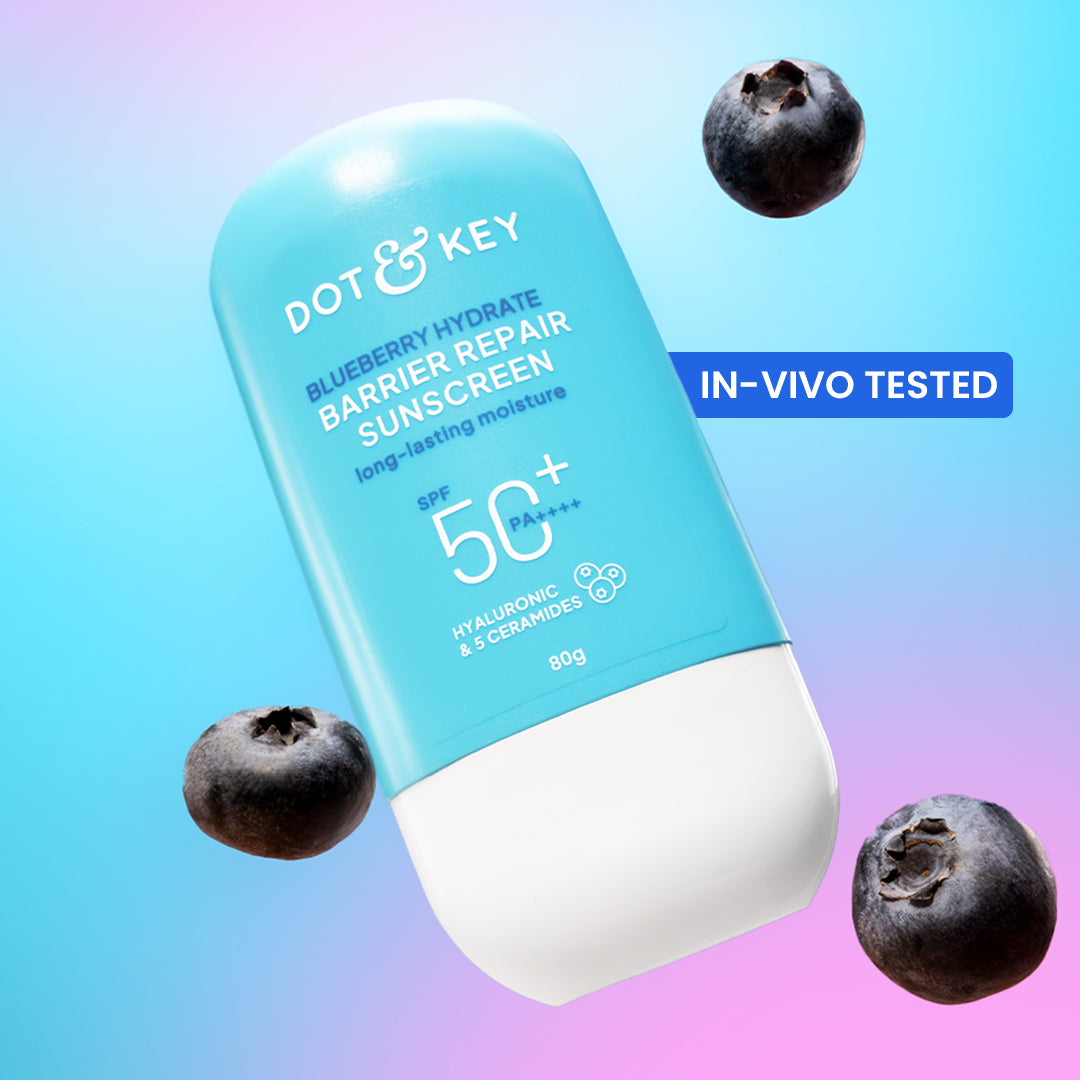 DOT & KEY
BLUEBERRY HYDRATE
BARRIER REPAIR
SUNSCREEN
long-lasting moisture
SPF
50+
PA++++
HYALURONIC
& 5 CERAMIDES
80g
IN-VIVO TESTED